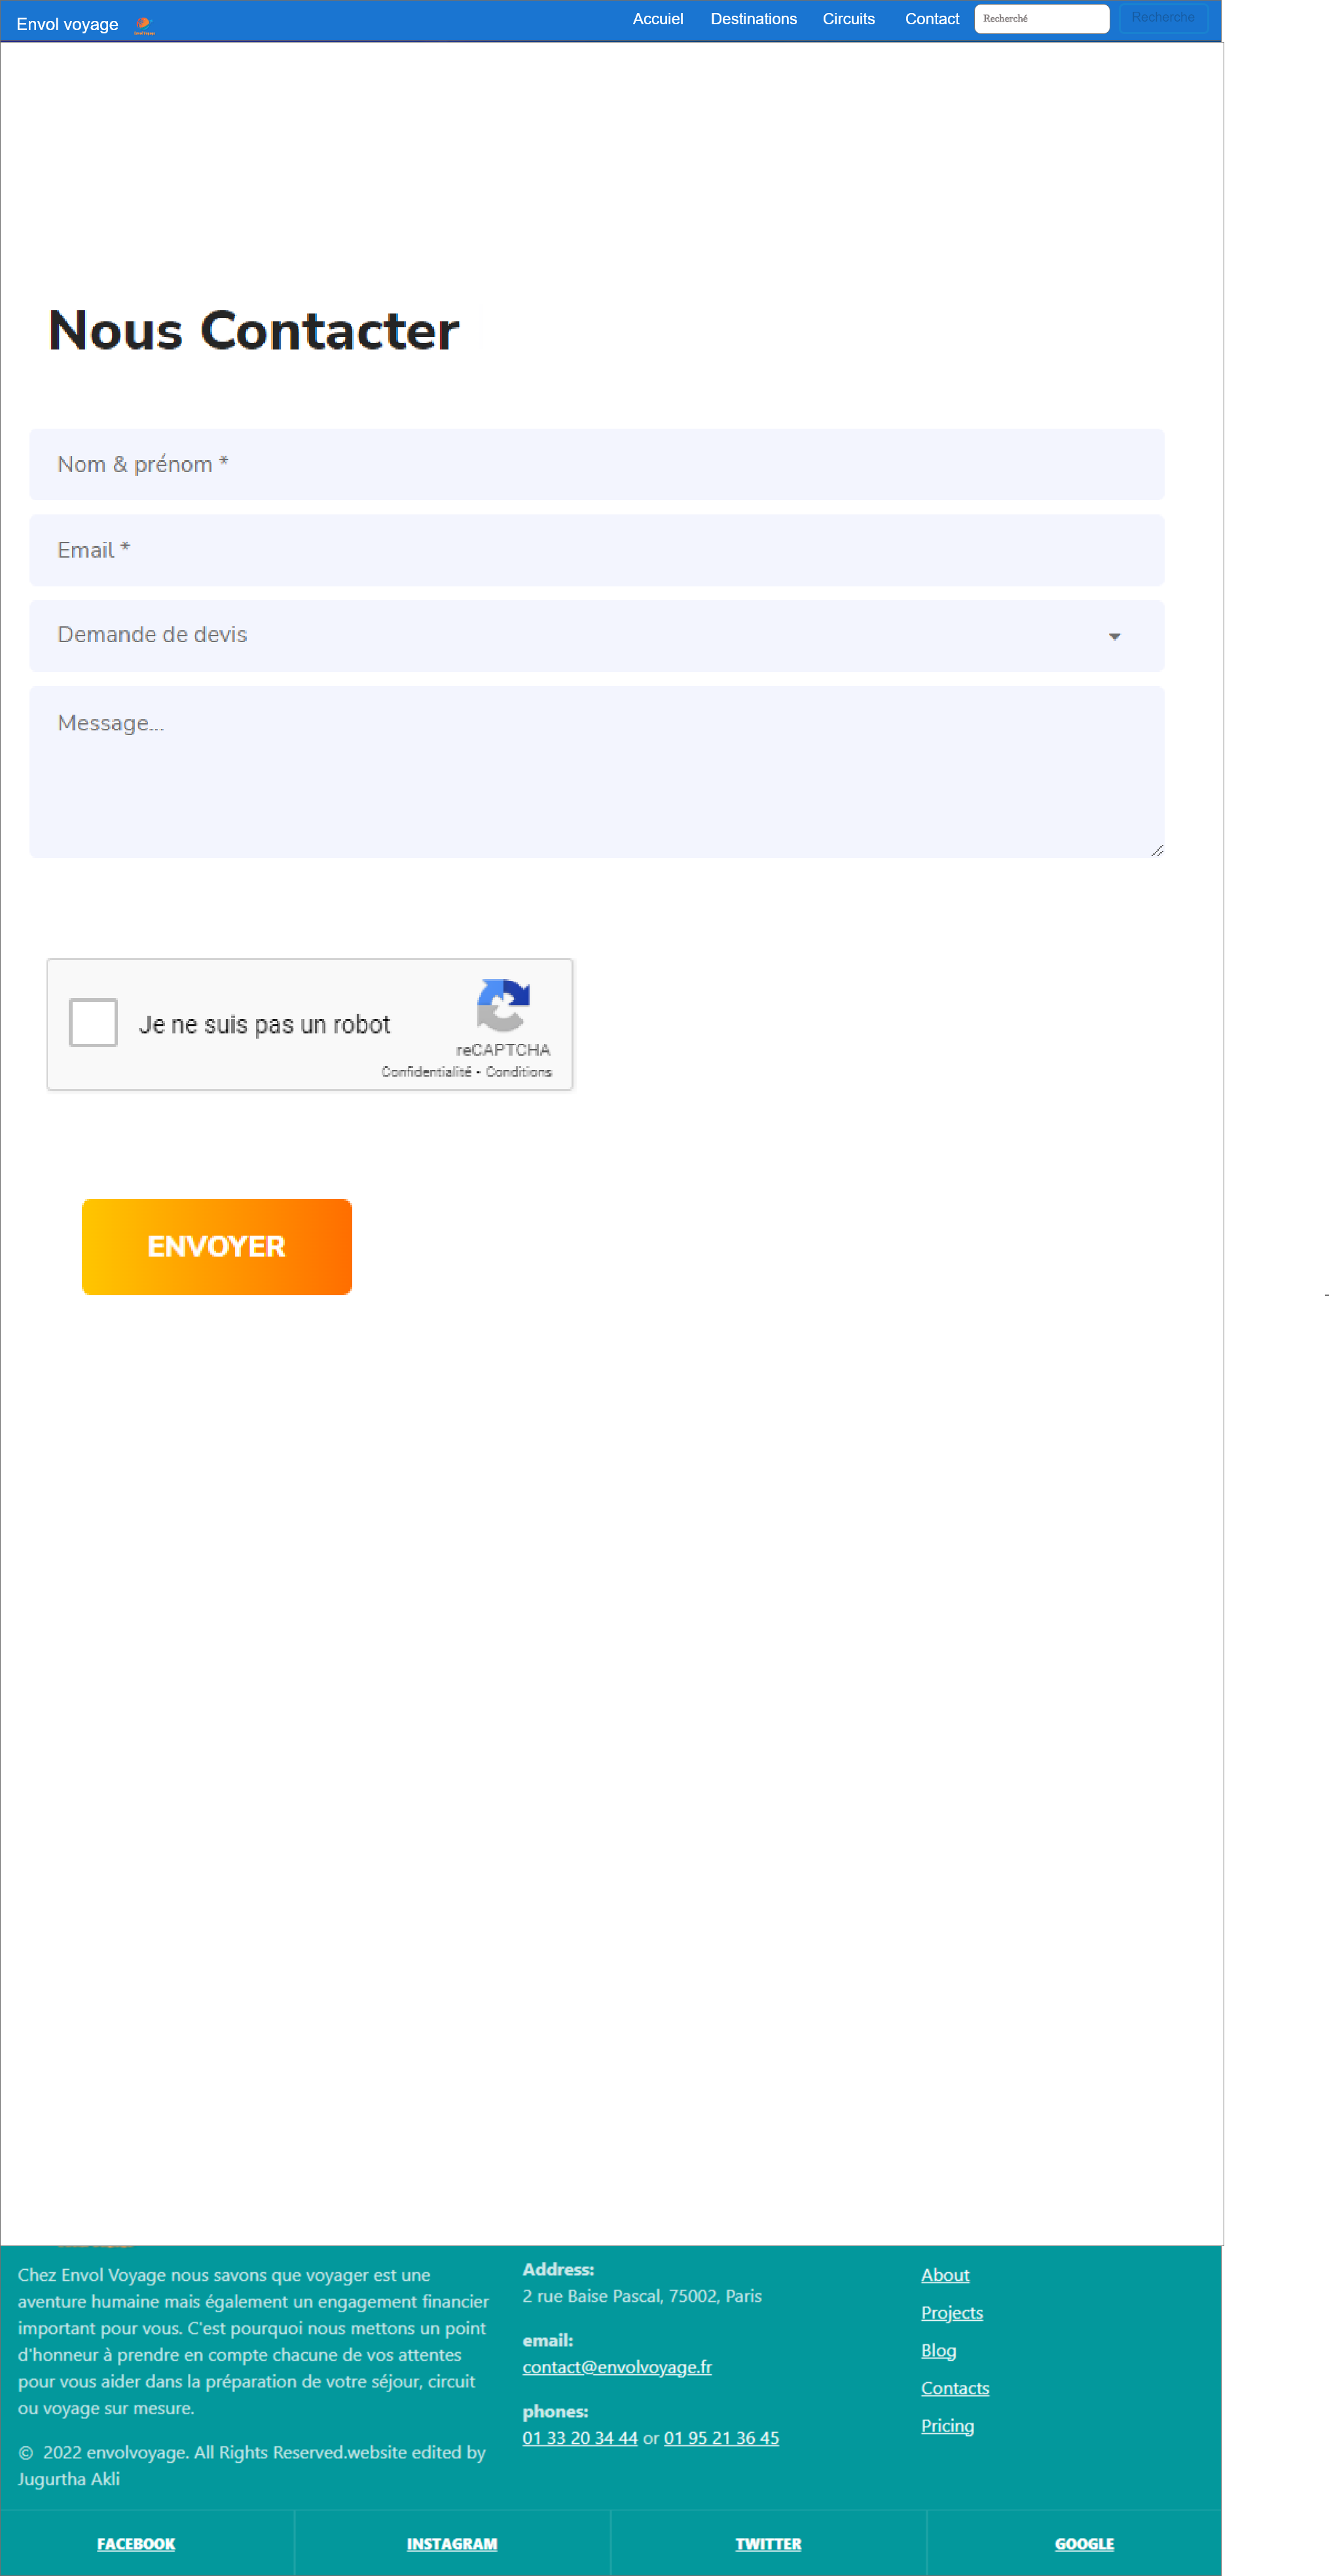 Envol voyage
Accuiel Destinations Circuits Contact Recherché Recherche
Nous Contacter
Nom & prénom *
Email *
Demande de devis
Message...
Je ne suis pas un robot
reCAPTCHA
Confidentialité • Conditions
ENVOYER
Chez Envol Voyage nous savons que voyager est une
aventure humaine mais également un engagement financier
important pour vous. C'est pourquoi nous mettons un point
d'honneur à prendre en compte chacune de vos attentes
pour vous aider dans la préparation de votre séjour, circuit
ou voyage sur mesure.
© 2022 envolvoyage. All Rights Reserved.website edited by
Jugurtha Akli
Address:
2 rue Baise Pascal, 75002, Paris
email:
contact@envolvoyage.fr
phones:
01 33 20 34 44 or 01 95 21 36 45
About
Projects
Blog
Contacts
Pricing
FACEBOOK INSTAGRAM TWITTER GOOGLE